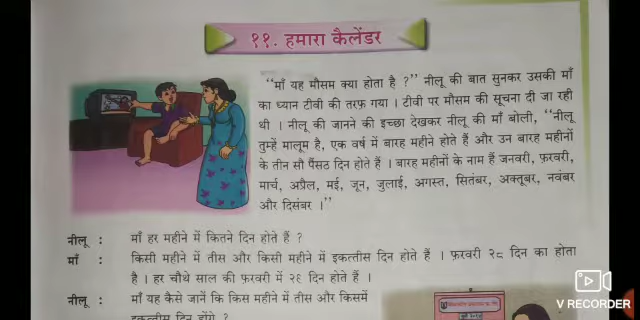 ११. हमारा कैलेंडर
"माँ यह मौसम क्या होता है ?" नीलू की बात सुनकर उसकी माँ
का ध्यान टीवी की तरफ़ गया । टीवी पर मौसम की सूचना दी जा रही
थी । नीलू की जानने की इच्छा देखकर नीलू की माँ बोली, "नीलू
तुम्हें मालूम है, एक वर्ष में बारह महीने होते हैं और उन बारह महीनों
के तीन सौ पैंसठ दिन होते हैं । बारह महीनों के नाम हैं जनवरी, फ़रवरी,
मार्च, अप्रैल, मई, जून, जुलाई, अगस्त, सितंबर, अक्तूबर, नवंबर
और दिसंबर ।"
नीलू : माँ हर महीने में कितने दिन होते हैं ?
माँ : किसी महीने में तीस और किसी महीने में इकत्तीस दिन होते हैं । फ़रवरी २८ दिन का होता
है । हर चौथे साल की फ़रवरी में २९ दिन होते हैं ।
नीलू : माँ यह कैसे जानें कि किस महीने में तीस और किसमें
इकत्तीस दिन होंगे ?
V RECORDER